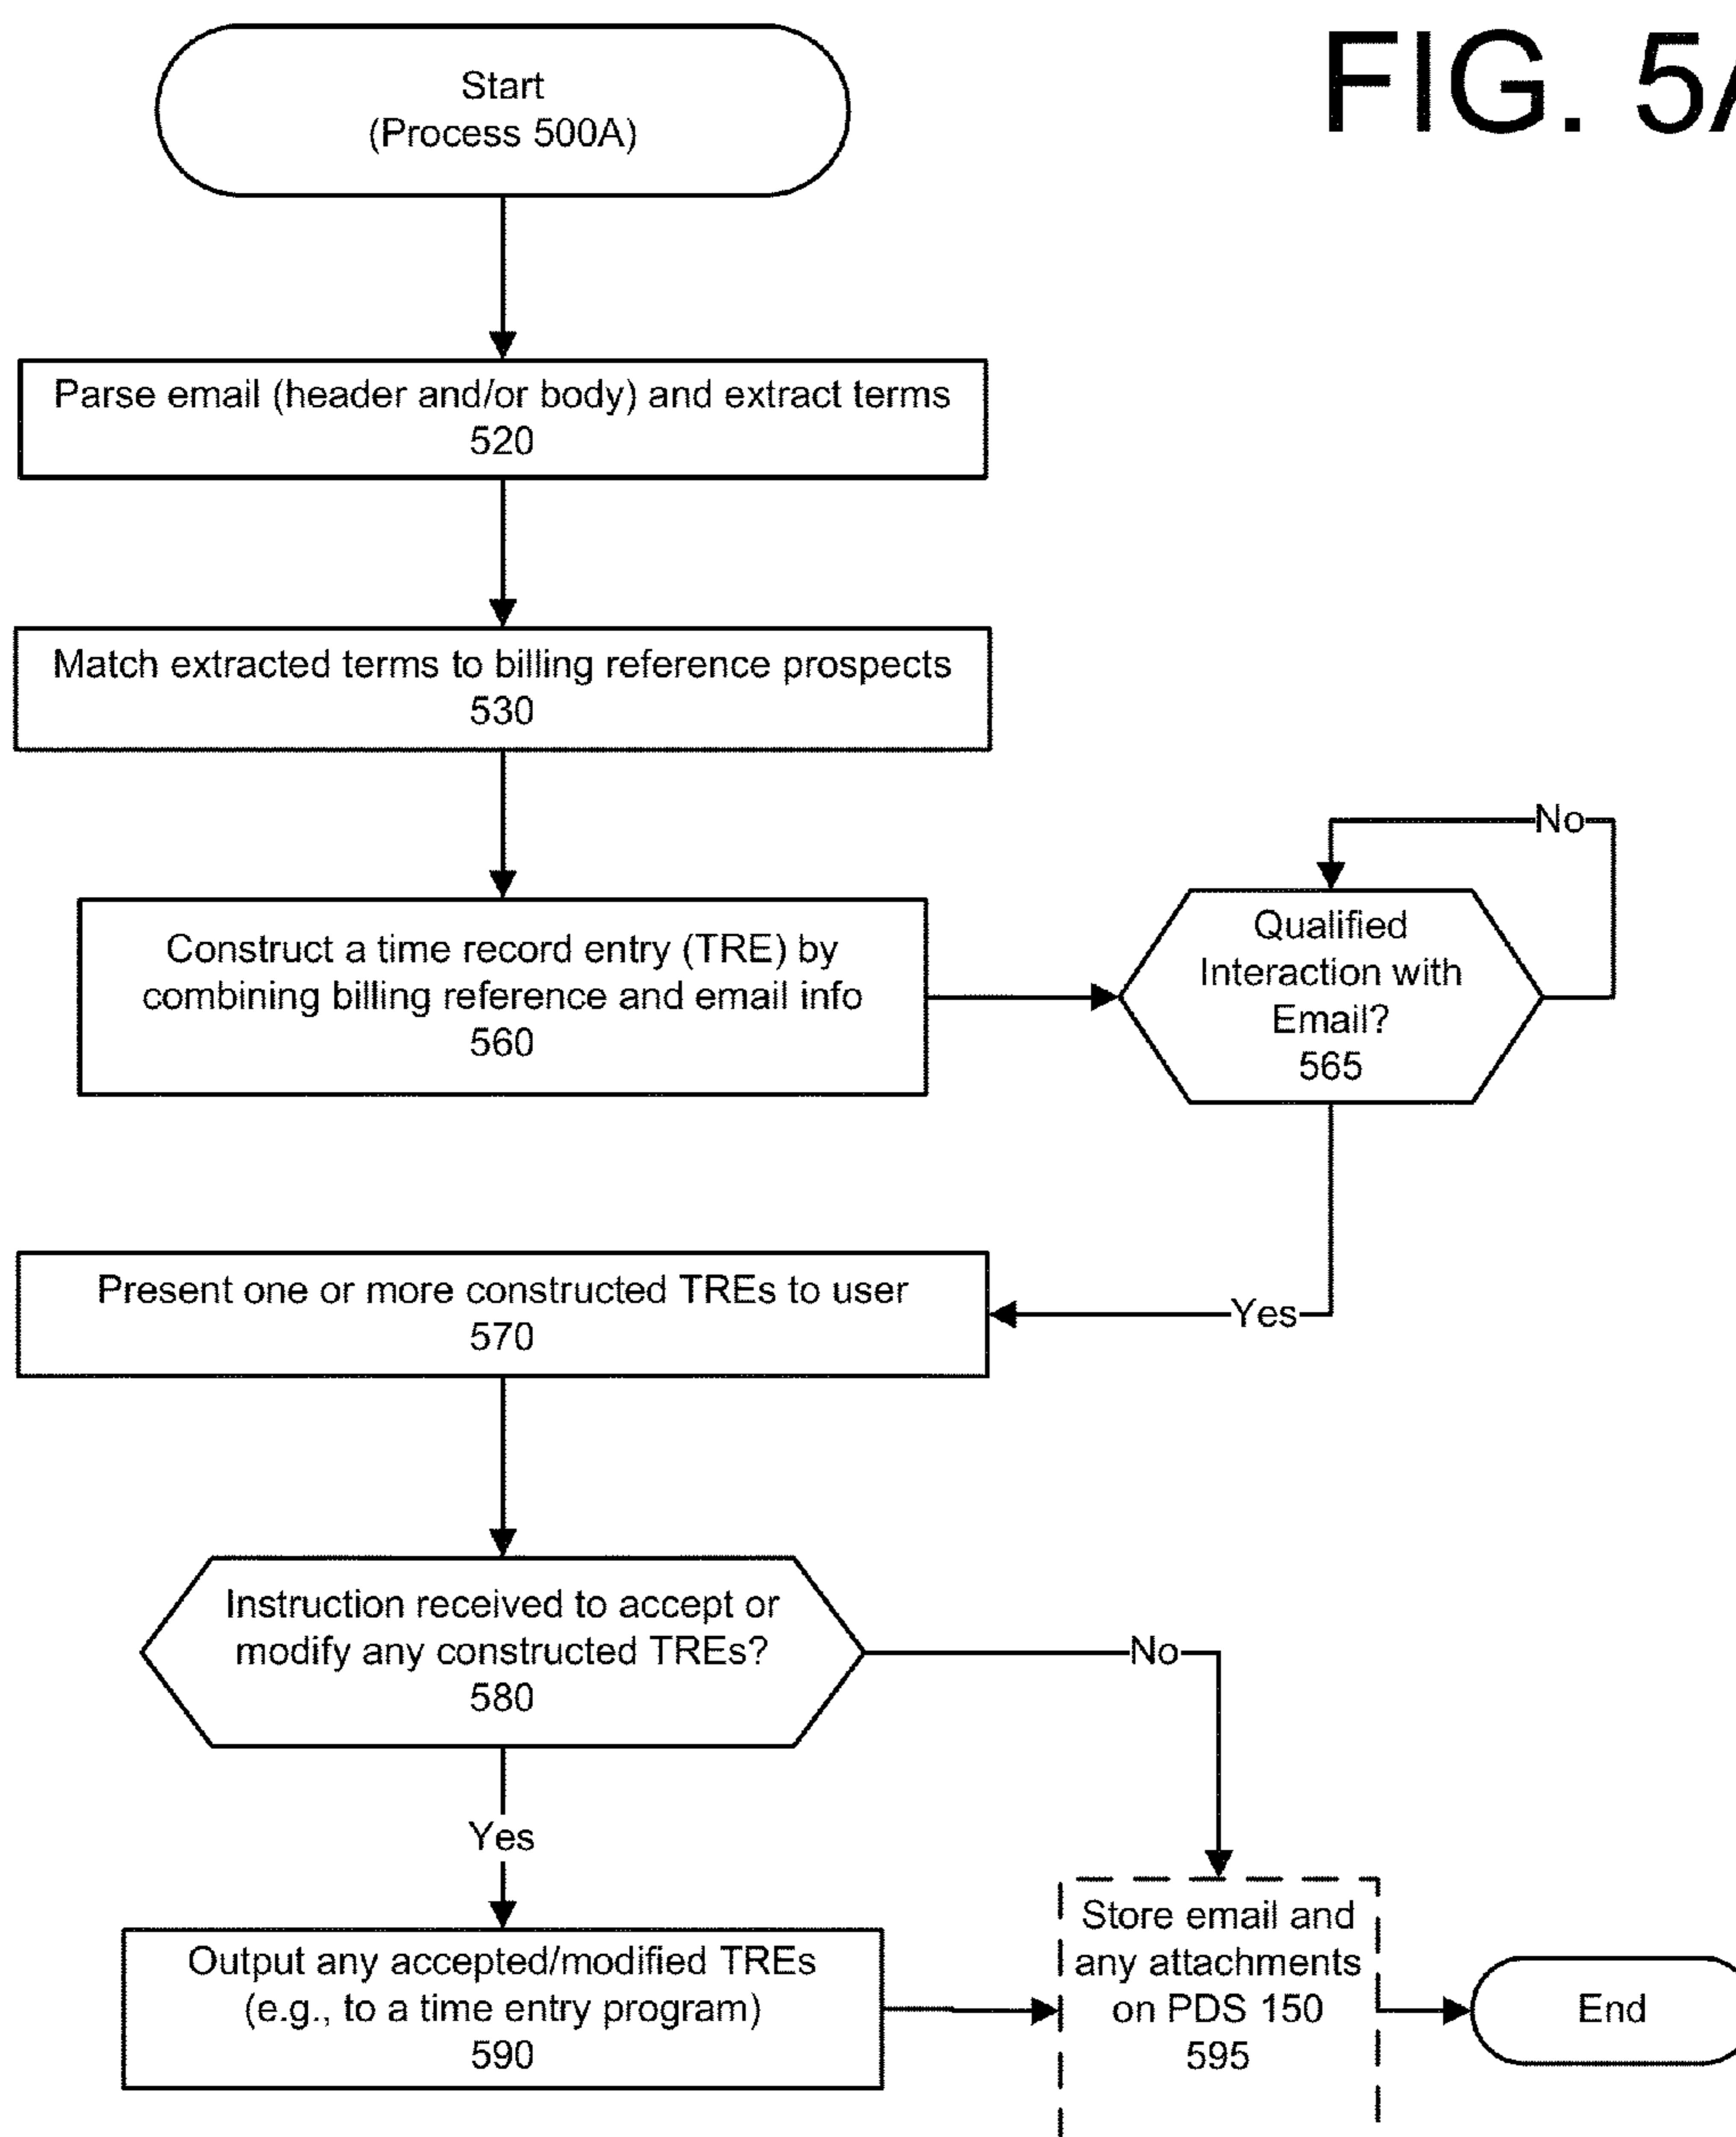 FIG. 5A
Start
(Process 500A)
Parse email (header and/or body) and extract terms
520
Match extracted terms to billing reference prospects
530
Construct a time record entry (TRE) by
combining billing reference and email info
560
No
Qualified
Interaction with
Email?
565
Yes
Present one or more constructed TREs to user
570
Instruction received to accept or
modify any constructed TREs?
580
No
Yes
Output any accepted/modified TREs
(e.g., to a time entry program)
590
Store email and
any attachments
on PDS 150
595
End